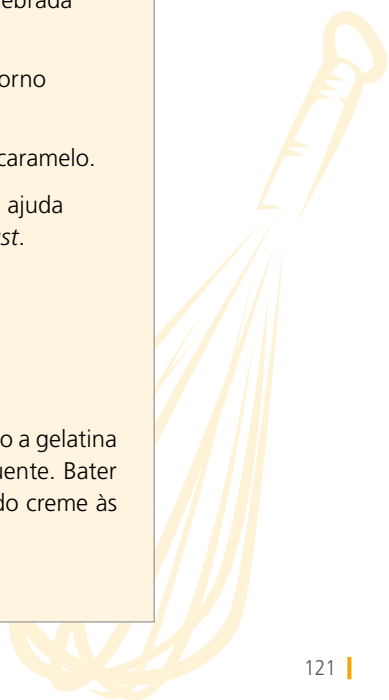 ebrada
orno
caramelo.
ajuda
st.
o a gelatina
uente. Bater
do creme às
121